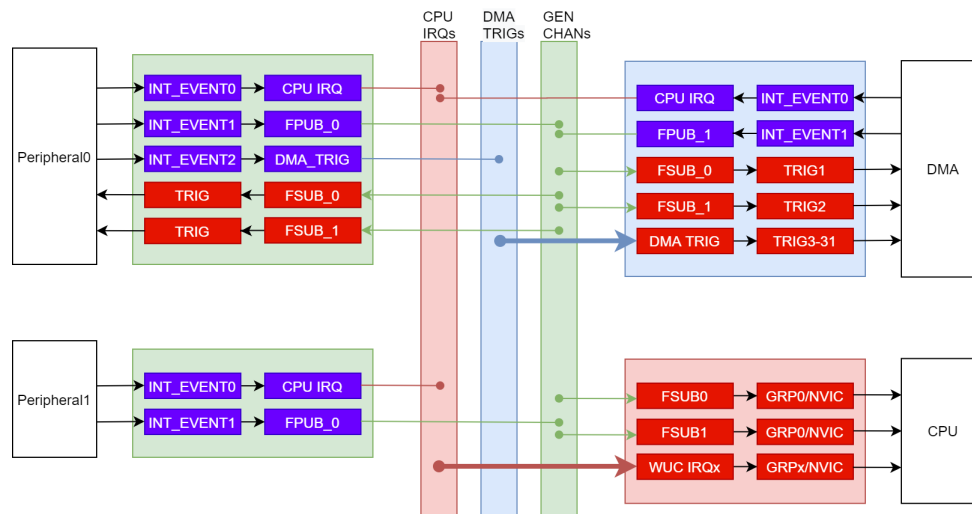 CPU
IRQs
DMA
TRIGs
GEN
CHANs
Peripheral0
INT_EVENT0
CPU IRQ
INT_EVENT1
FPUB_0
INT_EVENT2
DMA_TRIG
TRIG
FSUB_0
TRIG
FSUB_1
CPU IRQ
INT_EVENT0
FPUB_1
INT_EVENT1
FSUB_0
TRIG1
FSUB_1
TRIG2
DMA TRIG
TRIG3-31
DMA
Peripheral1
INT_EVENT0
CPU IRQ
INT_EVENT1
FPUB_0
FSUB0
GRP0/NVIC
FSUB1
GRP0/NVIC
WUC IRQx
GRPx/NVIC
CPU